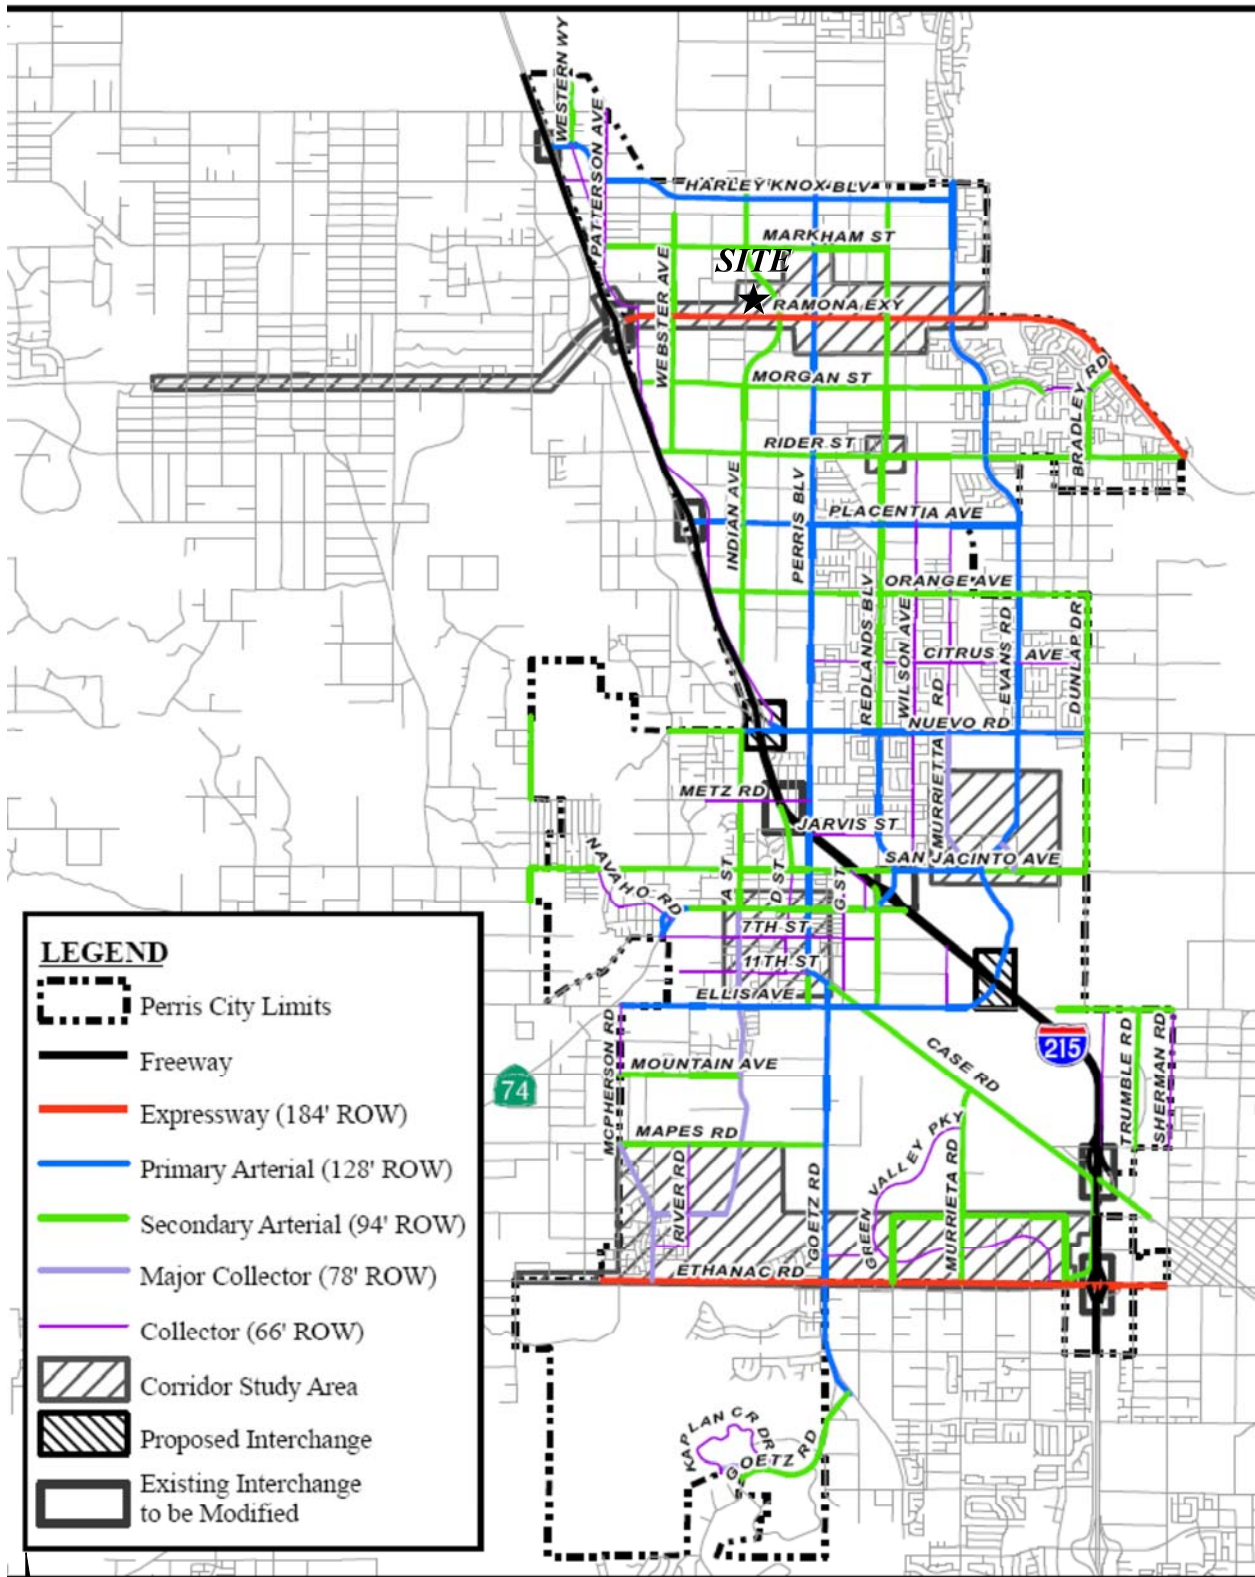 WESTERN WY
PATTERSON AVE
HARLEY KNOX BLV
MARKHAM ST
SITE
RAMONA EXY
WEBSTER AVE
MORGAN ST
BRADLEY RD
RIDER ST
INDIAN AVE
PERRIS BLV
PLACENTIA AVE
ORANGE AVE
REDLANDS BLV
WILSON AVE
CITRUS AVE
EVANS RD
DUNLAP DR
MURRIETTA RD
NUEVO RD
METZ RD
JARVIS ST
SAN JACINTO AVE
NAVAHO RD
A ST
D ST
G ST
7TH ST
11TH ST
ELLIS AVE
MCPHERSON RD
MOUNTAIN AVE
CASE RD
215
74
TRUMBLE RD
SHERMAN RD
MAPES RD
RIVER RD
GOETZ RD
GREEN VALLEY PKY
MURRIETA RD
ETHANAC RD
KAPLAN CR
DR
GOETZ RD
LEGEND
Perris City Limits
Freeway
Expressway (184' ROW)
Primary Arterial (128' ROW)
Secondary Arterial (94' ROW)
Major Collector (78' ROW)
Collector (66' ROW)
Corridor Study Area
Proposed Interchange
Existing Interchange
to be Modified